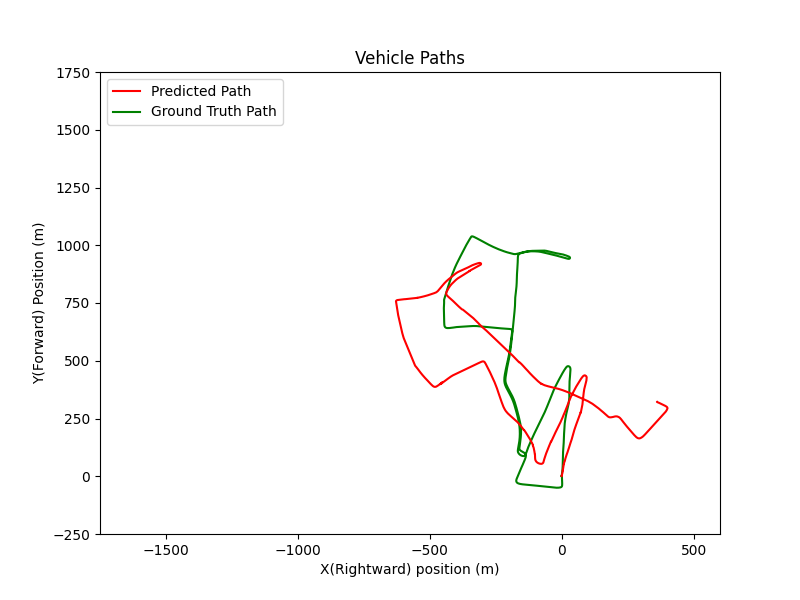 Vehicle Paths
Predicted Path
Ground Truth Path
1750
1500
1250
1000
750
500
250
0
−250
−1500
−1000
−500
0
500
Y(Forward) Position (m)
X(Rightward) position (m)